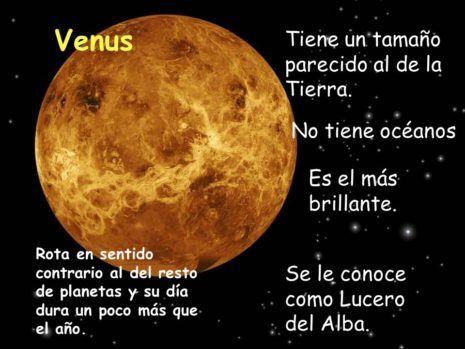 Venus
Tiene un tamaño
parecido al de la
Tierra.
No tiene océanos
Es el más
brillante.
Rota en sentido
contrario al del resto
de planetas y su día
dura un poco más que
el año.
Se le conoce
como Lucero
del Alba.